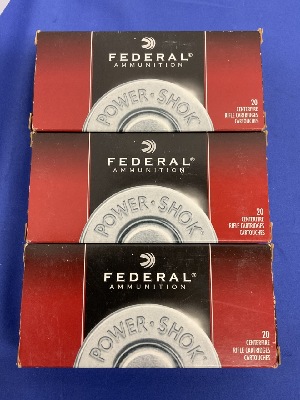 FEDERAL®
AMMUNITION
POWER·SHOK
20
CENTERFIRE
RIFLE CARTRIDGES
CARTOUCHES
FEDERAL®
AMMUNITION
POWER·SHOK
20
CENTERFIRE
RIFLE CARTRIDGES
CARTOUCHES
FEDERAL®
AMMUNITION
POWER·SHOK
20
CENTERFIRE
RIFLE CARTRIDGES
CARTOUCHES